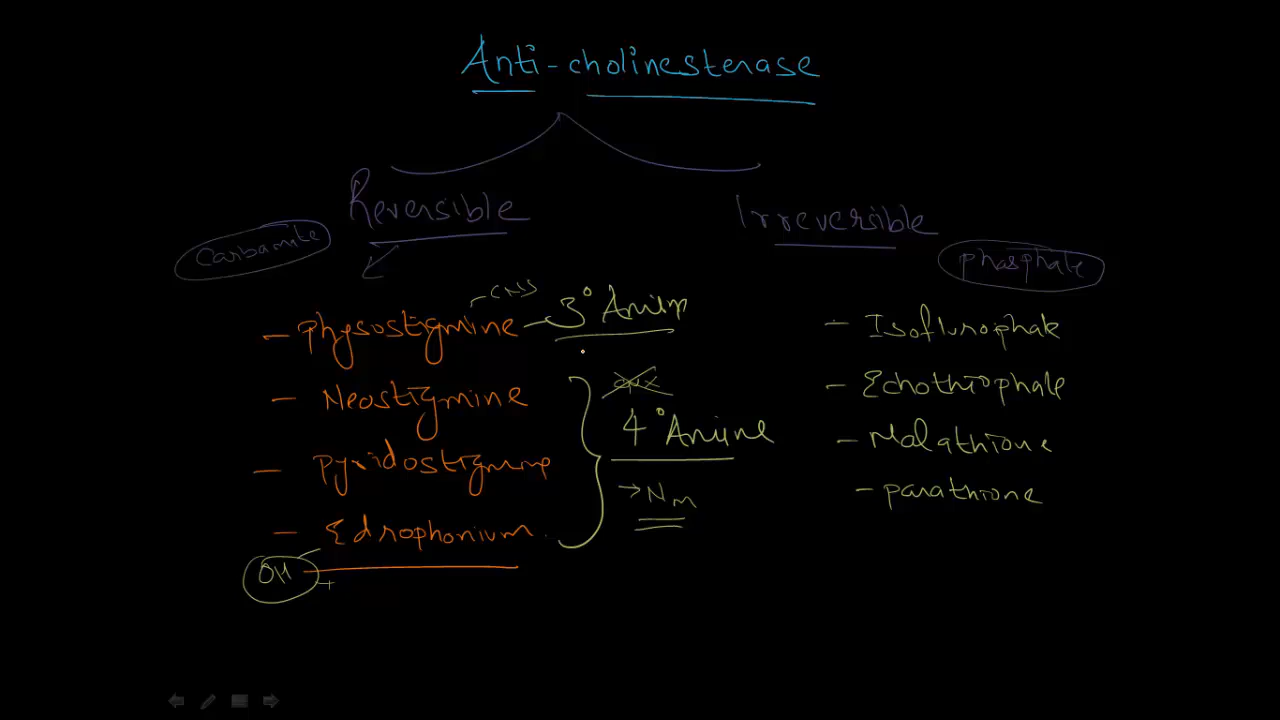 Anti-cholinesterase
Reversible
Irreversible
Carbamate
phosphate
- Physostigmine - 3° Amine
CNS
- Neostigmine
- Pyridostigmine
- Edrophonium
OH
4° Amine
→ Nm
- Isoflurophate
- Echothiophate
- Malathione
- parathione